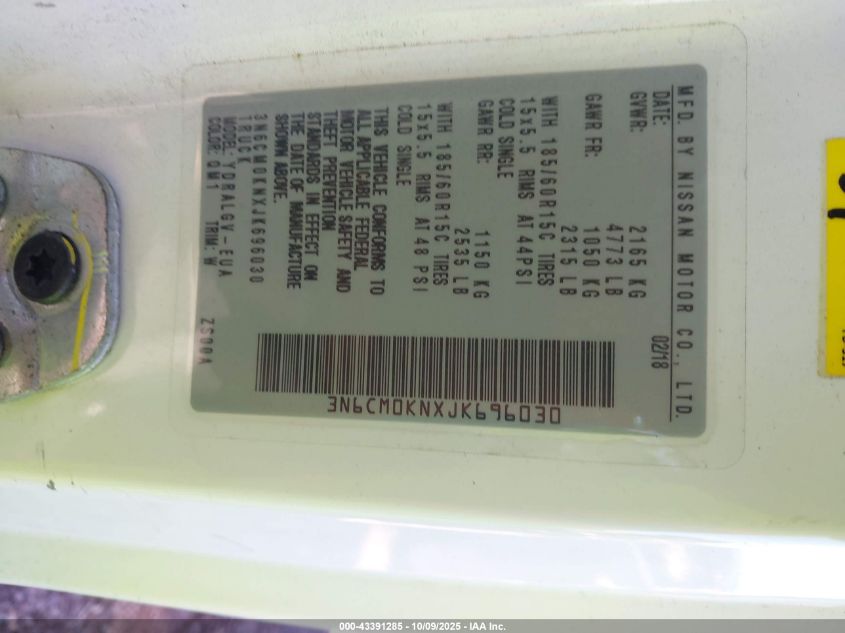 MFD. BY NISSAN MOTOR CO., LTD.
DATE: 02/18
GVWR: 2165 KG
4773 LB
GAWR FR: 1050 KG
2315 LB
WITH 185/60R15C TIRES
15x5.5 RIMS AT 44PSI
COLD SINGLE
GAWR RR: 1150 KG
2535 LB
WITH 185/60R15C TIRES
15x5.5 RIMS AT 48 PSI
COLD SINGLE
THIS VEHICLE CONFORMS TO
ALL APPLICABLE FEDERAL
MOTOR VEHICLE SAFETY AND
THEFT PREVENTION
STANDARDS IN EFFECT ON
THE DATE OF MANUFACTURE
SHOWN ABOVE.
3N6CM0KNXJK696030
TRUCK
MODEL: YDRALGV-EUA
COLOR: QM1 TRIM: W ZS00A
3N6CM0KNXJK696030
000-43391285 - 10/09/2025 - IAA Inc.